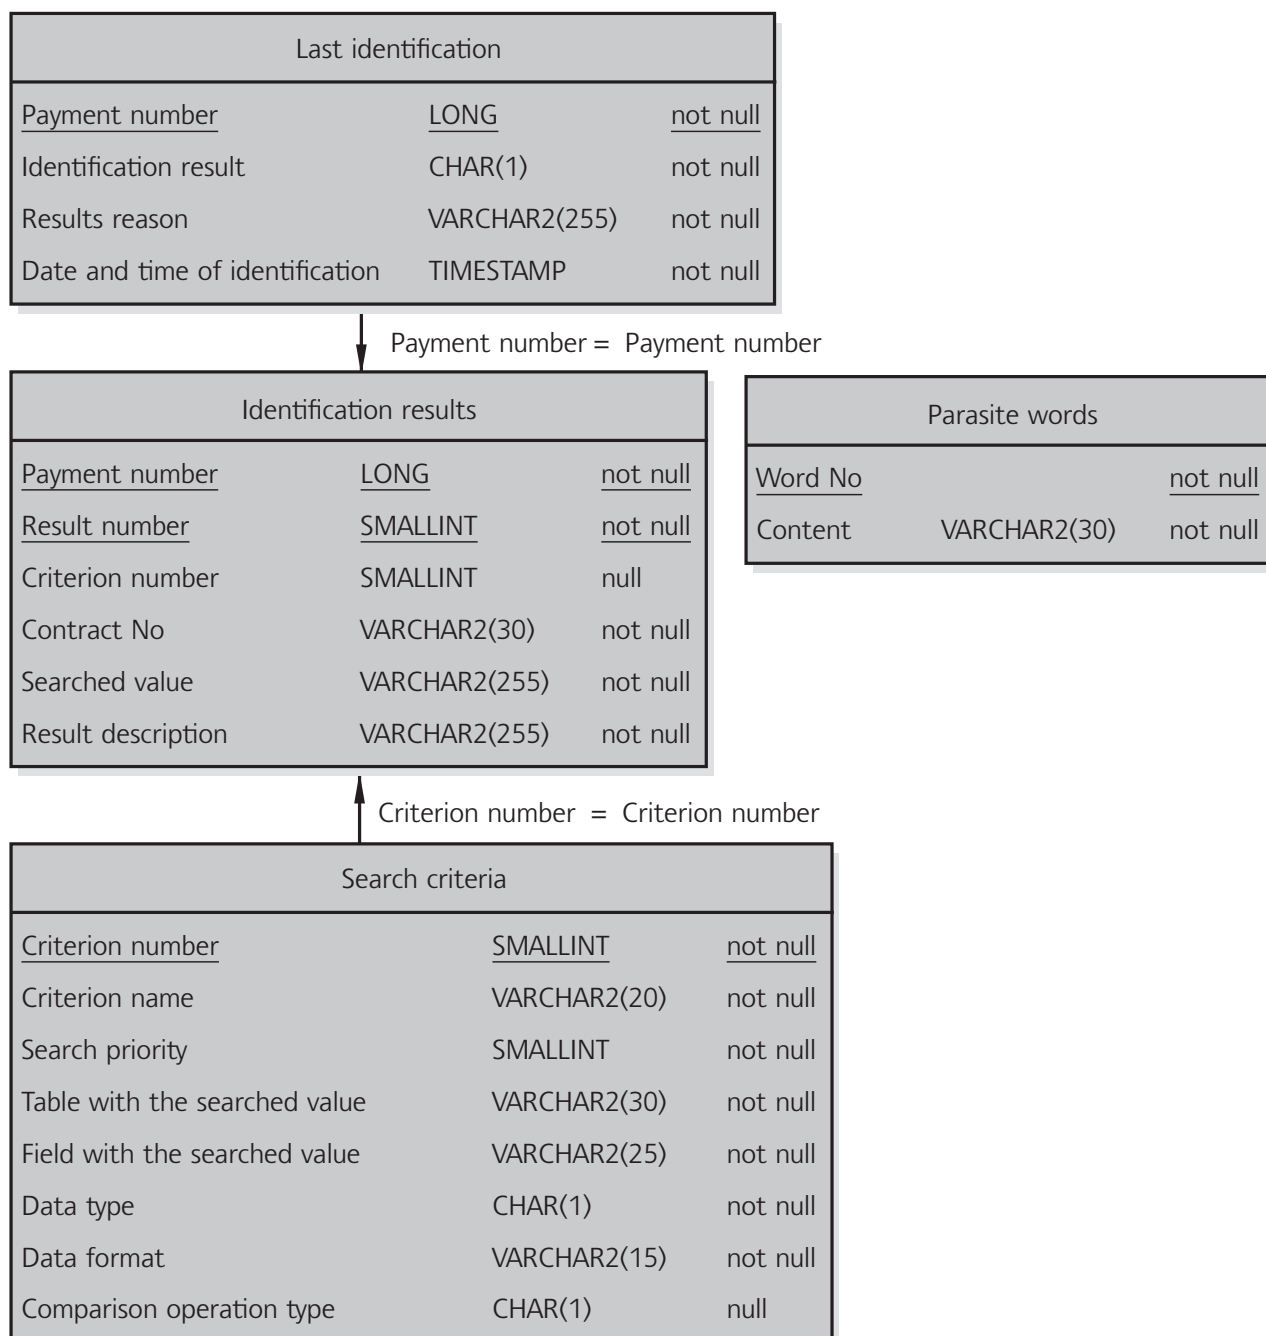 Last identification
Payment number LONG not null
Identification result CHAR(1) not null
Results reason VARCHAR2(255) not null
Date and time of identification TIMESTAMP not null
Payment number = Payment number
Identification results
Payment number LONG not null
Result number SMALLINT not null
Criterion number SMALLINT null
Contract No VARCHAR2(30) not null
Searched value VARCHAR2(255) not null
Result description VARCHAR2(255) not null
Parasite words
Word No not null
Content VARCHAR2(30) not null
Criterion number = Criterion number
Search criteria
Criterion number SMALLINT not null
Criterion name VARCHAR2(20) not null
Search priority SMALLINT not null
Table with the searched value VARCHAR2(30) not null
Field with the searched value VARCHAR2(25) not null
Data type CHAR(1) not null
Data format VARCHAR2(15) not null
Comparison operation type CHAR(1) null